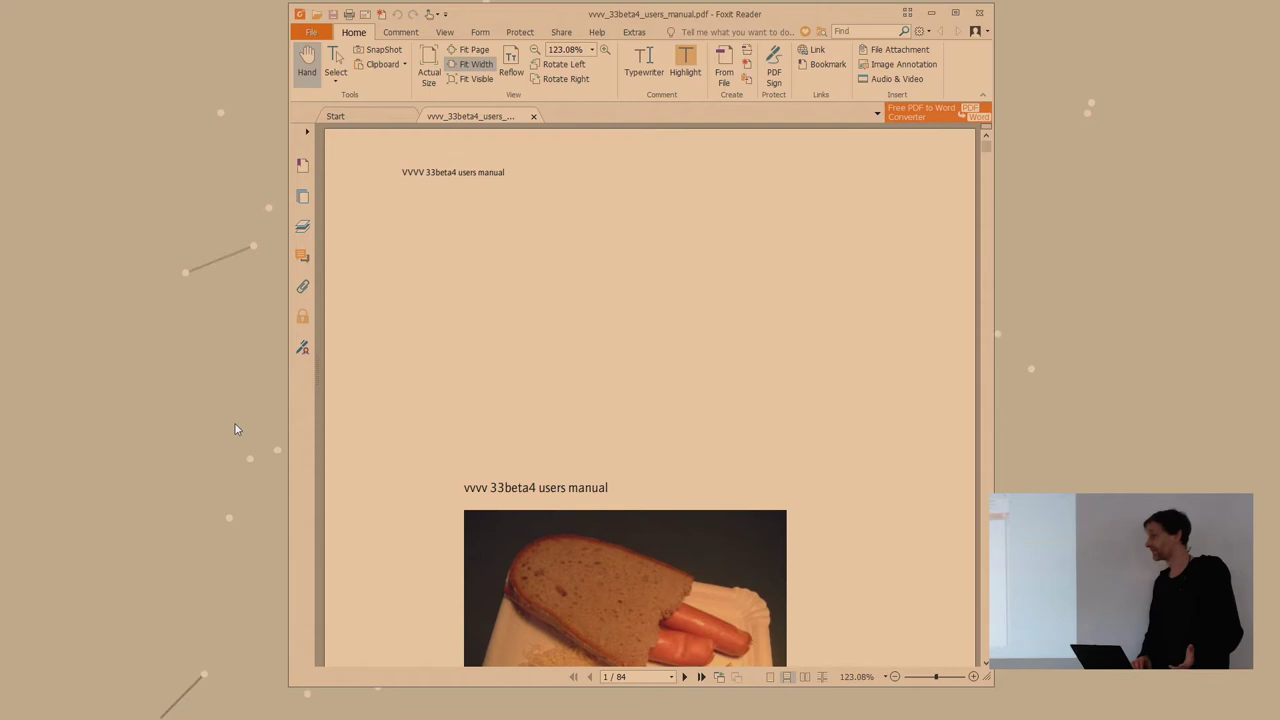 vvvv_33beta4_users_manual.pdf - Foxit Reader
File Home Comment View Form Protect Share Help Extras Tell me what you want to do.. Find
Hand
Select
SnapShot
Clipboard
Actual Size
Fit Page
Fit Width
Fit Visible
Reflow
123.08%
Rotate Left
Rotate Right
Typewriter
Highlight
From File
PDF Sign
Link
Bookmark
File Attachment
Image Annotation
Audio & Video
Tools View Comment Create Protect Links Insert
Start vvvv_33beta4_users_...
Free PDF to Word Converter
PDF
Word
VVVV 33beta4 users manual
vvvv 33beta4 users manual
1 / 84
123.08%